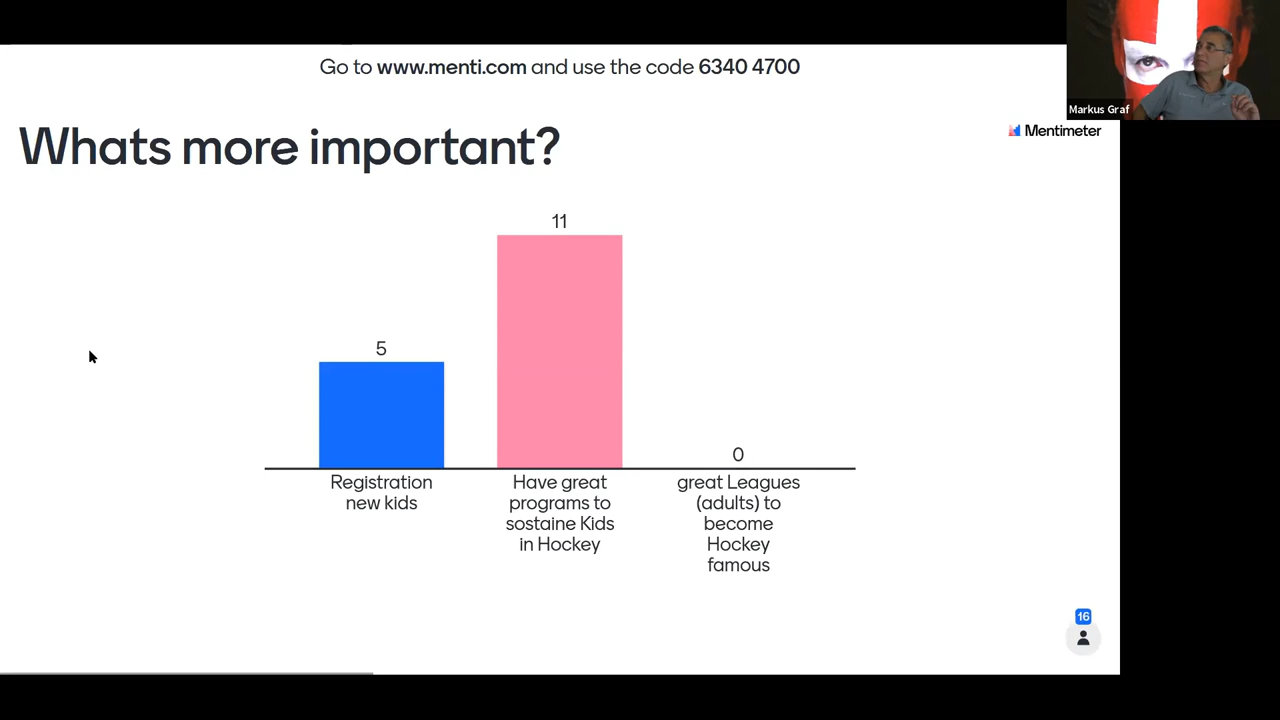 Go to www.menti.com and use the code 6340 4700
Markus Graf
Whats more important?
Mentimeter
5
11
0
Registration
new kids
Have great
programs to
sostaine Kids
in Hockey
great Leagues
(adults) to
become
Hockey
famous
16